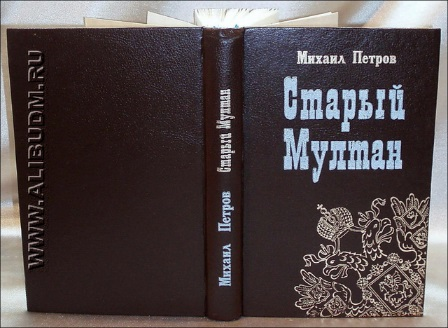 WWW.ALIBUDM.RU
Михаил Петров Старый Мултан
Михаил Петров
Старый
Мултан